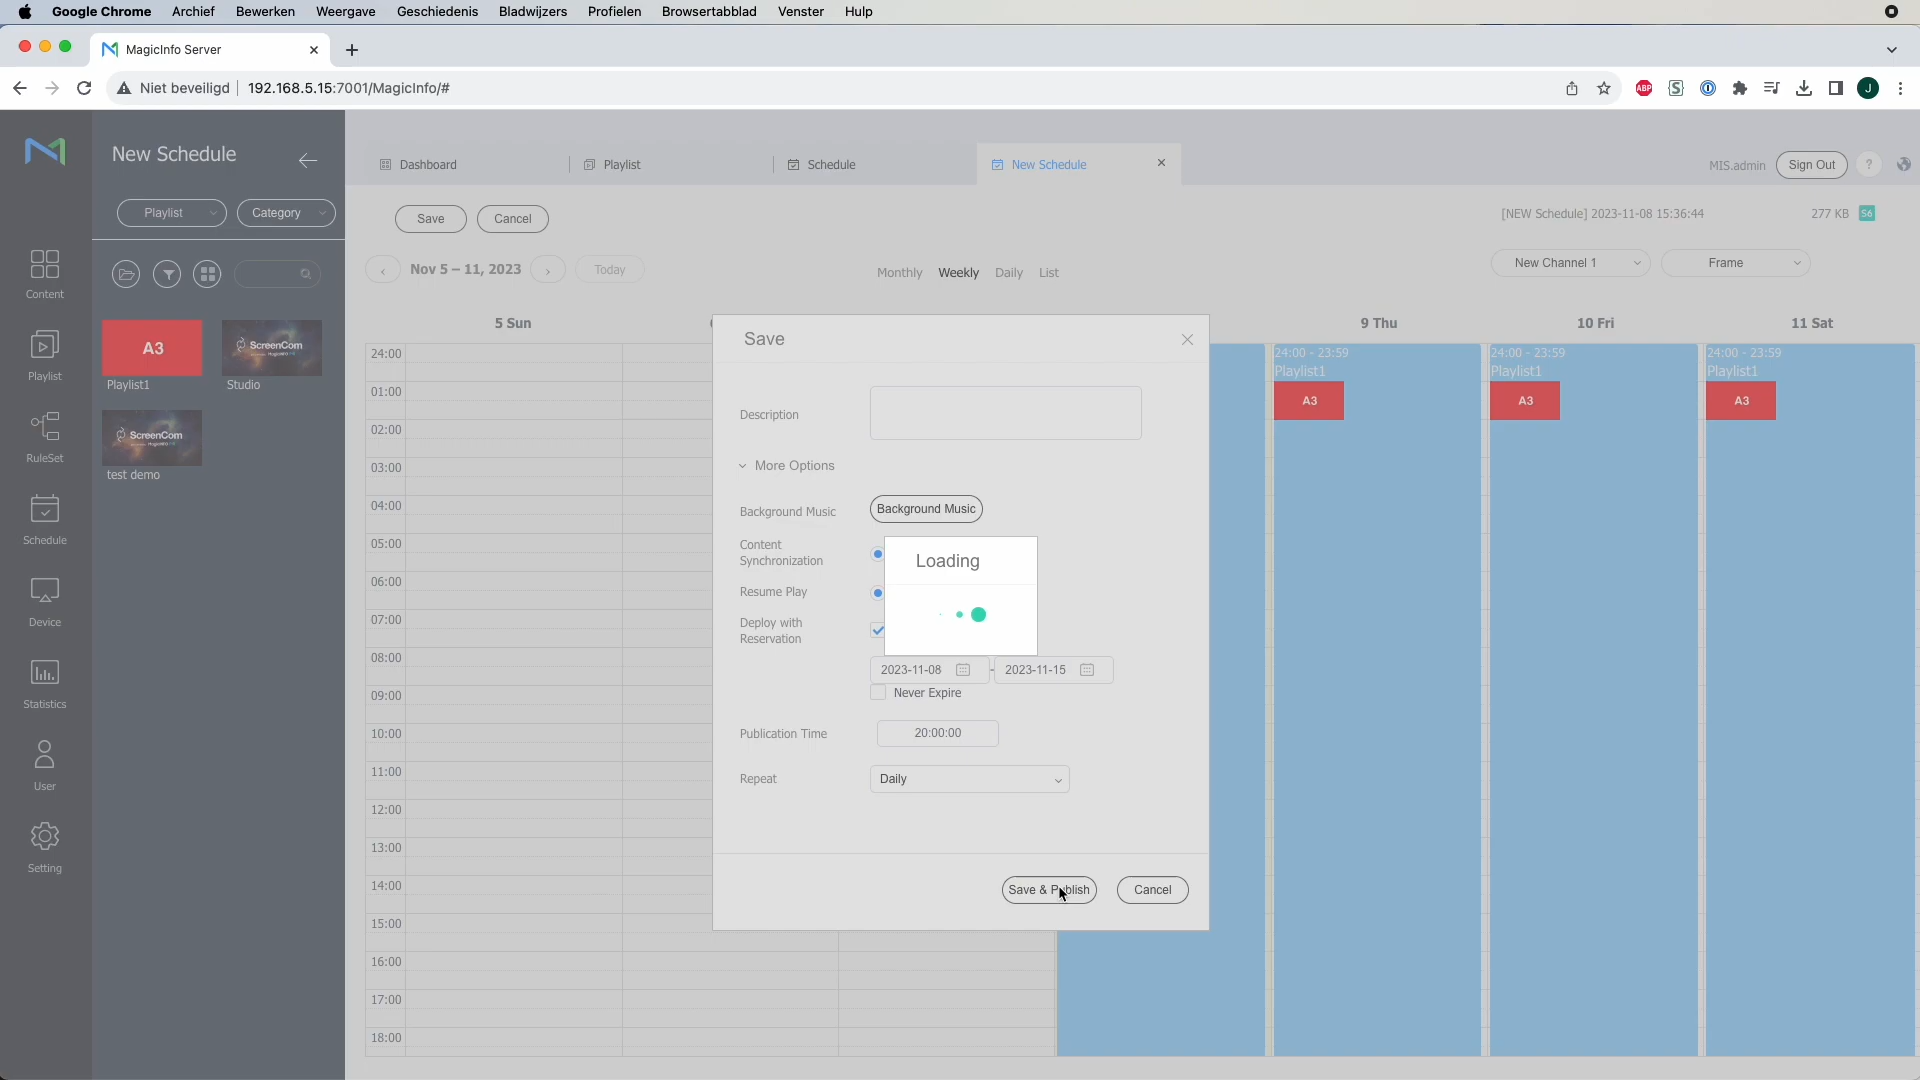 Google Chrome Archief Bewerken Weergave Geschiedenis Bladwijzers Profielen Browsertabblad Venster Hulp
MagicInfo Server
Niet beveiligd 192.168.5.15:7001/MagicInfo/#
ABP S J
New Schedule
Dashboard Playlist Schedule New Schedule
MIS.admin Sign Out ?
Playlist Category
Save Cancel
[NEW Schedule] 2023-11-08 15:36:44 277 KB S6
Nov 5 – 11, 2023 Today
Monthly Weekly Daily List
New Channel 1 Frame
Content
Playlist
RuleSet
Schedule
Device
Statistics
User
Setting
A3
Playlist1
ScreenCom
Studio
ScreenCom
test demo
5 Sun 9 Thu 10 Fri 11 Sat
24:00
01:00
02:00
03:00
04:00
05:00
06:00
07:00
08:00
09:00
10:00
11:00
12:00
13:00
14:00
15:00
16:00
17:00
18:00
24:00 - 23:59
Playlist1
A3
24:00 - 23:59
Playlist1
A3
24:00 - 23:59
Playlist1
A3
Save
Description
More Options
Background Music Background Music
Content
Synchronization
Resume Play
Deploy with
Reservation
Loading
2023-11-08 - 2023-11-15
Never Expire
Publication Time 20:00:00
Repeat Daily
Save & Publish Cancel